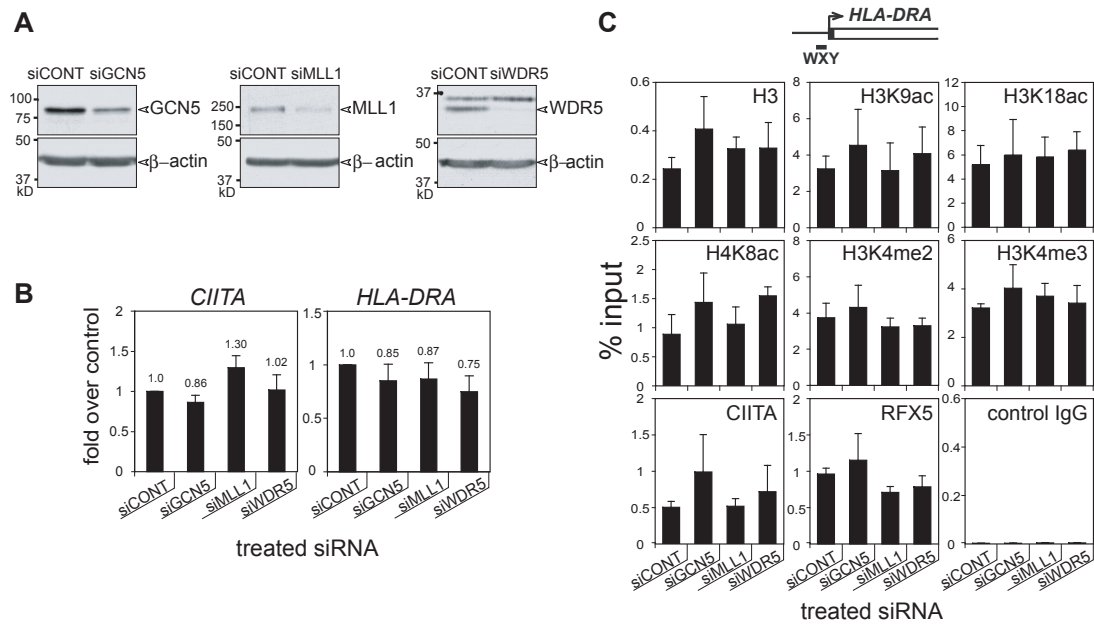 A
siCONT siGCN5
100
75
GCN5
50
37
kD
β–actin
siCONT siMLL1
250
150
MLL1
50
37
kD
β–actin
siCONT siWDR5
37
WDR5
50
37
kD
β–actin
B
fold over control
CIITA
2
1.5
1
0.5
0
1.0
0.86
1.30
1.02
siCONT
siGCN5
siMLL1
siWDR5
HLA-DRA
1.5
1
0.5
0
1.0
0.85
0.87
0.75
siCONT
siGCN5
siMLL1
siWDR5
treated siRNA
C
HLA-DRA
WXY
% input
H3
0.6
0.4
0.2
0
H3K9ac
8
6
4
2
0
H3K18ac
12
10
8
6
4
2
0
H4K8ac
2.5
2
1.5
1
0.5
0
H3K4me2
8
6
4
2
0
H3K4me3
6
4
2
0
CIITA
2
1.5
1
0.5
0
RFX5
2
1.5
1
0.5
0
control IgG
0.6
0.4
0.2
0
siCONT
siGCN5
siMLL1
siWDR5
siCONT
siGCN5
siMLL1
siWDR5
siCONT
siGCN5
siMLL1
siWDR5
treated siRNA